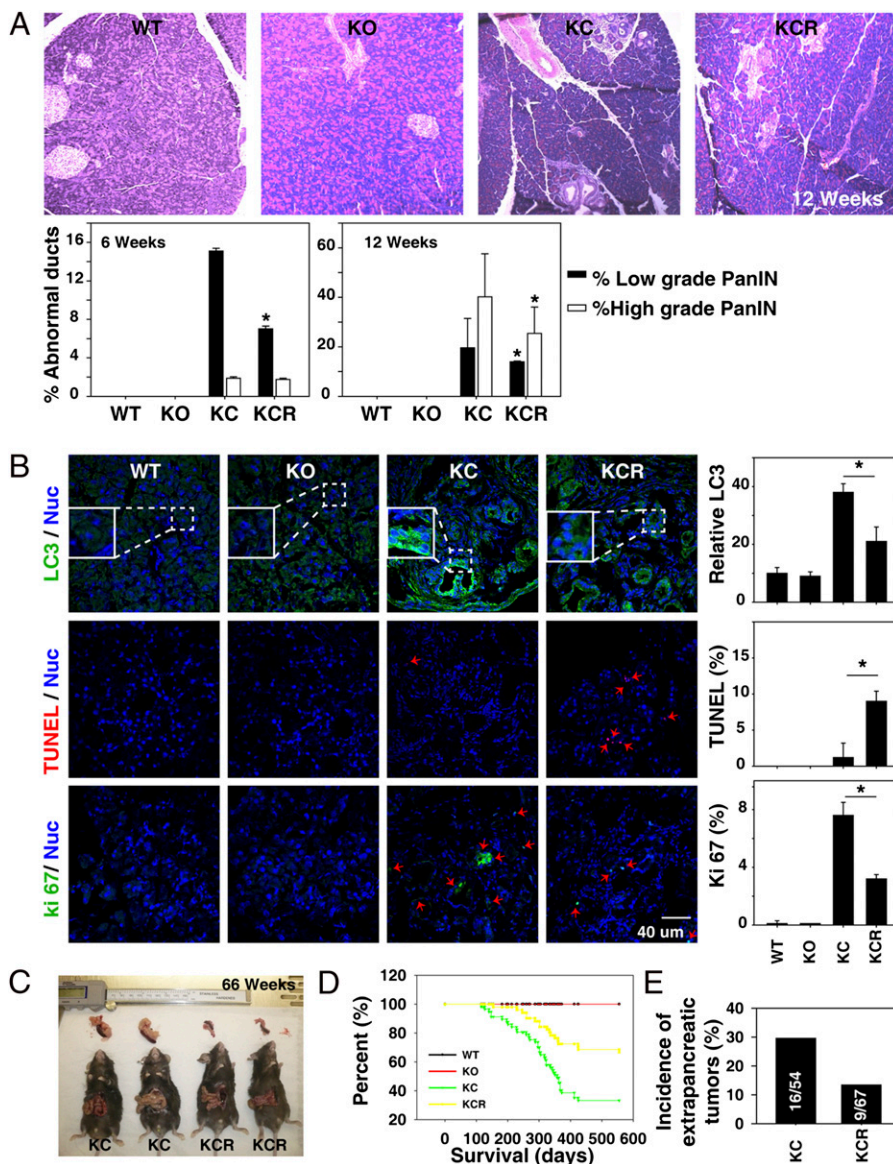 A
WT
KO
KC
KCR
12 Weeks
% Abnormal ducts
16
12
8
4
0
6 Weeks
WT
KO
KC
KCR
60
40
20
0
12 Weeks
*
*
*
WT
KO
KC
KCR
% Low grade PanIN
%High grade PanIN
B
WT
KO
KC
KCR
LC3 / Nuc
TUNEL / Nuc
ki 67/ Nuc
40 um
Relative LC3
40
20
0
*
TUNEL (%)
15
10
5
0
*
Ki 67 (%)
8
4
0
*
WT
KO
KC
KCR
C
66 Weeks
KC
KC
KCR
KCR
D
Percent (%)
120
100
80
60
40
20
WT
KO
KC
KCR
0
100
200
300
400
500
600
Survival (days)
E
Incidence of
extrapancreatic
tumors (%)
40
30
20
10
0
16/54
9/67
KC
KCR